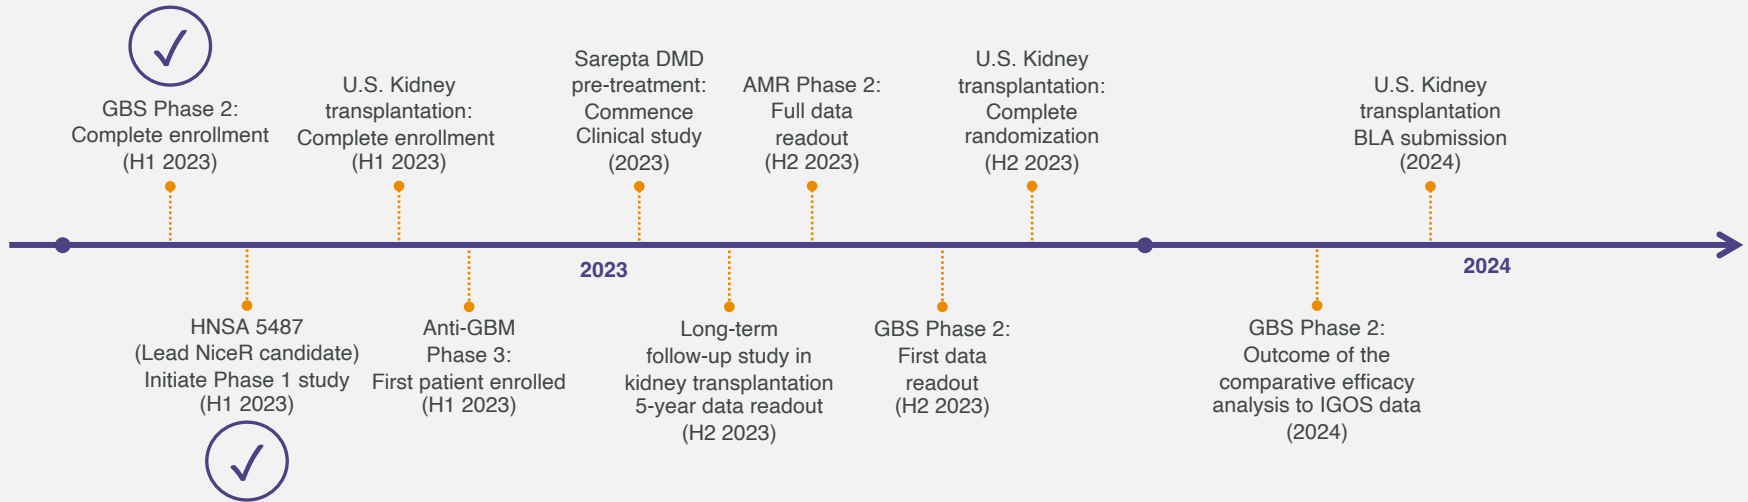 GBS Phase 2:
Complete enrollment
(H1 2023)
U.S. Kidney
transplantation:
Complete enrollment
(H1 2023)
Sarepta DMD
pre-treatment:
Commence
Clinical study
(2023)
AMR Phase 2:
Full data
readout
(H2 2023)
U.S. Kidney
transplantation:
Complete
randomization
(H2 2023)
U.S. Kidney
transplantation
BLA submission
(2024)
2023
2024
HNSA 5487
(Lead NiceR candidate)
Initiate Phase 1 study
(H1 2023)
Anti-GBM
Phase 3:
First patient enrolled
(H1 2023)
Long-term
follow-up study in
kidney transplantation
5-year data readout
(H2 2023)
GBS Phase 2:
First data
readout
(H2 2023)
GBS Phase 2:
Outcome of the
comparative efficacy
analysis to IGOS data
(2024)